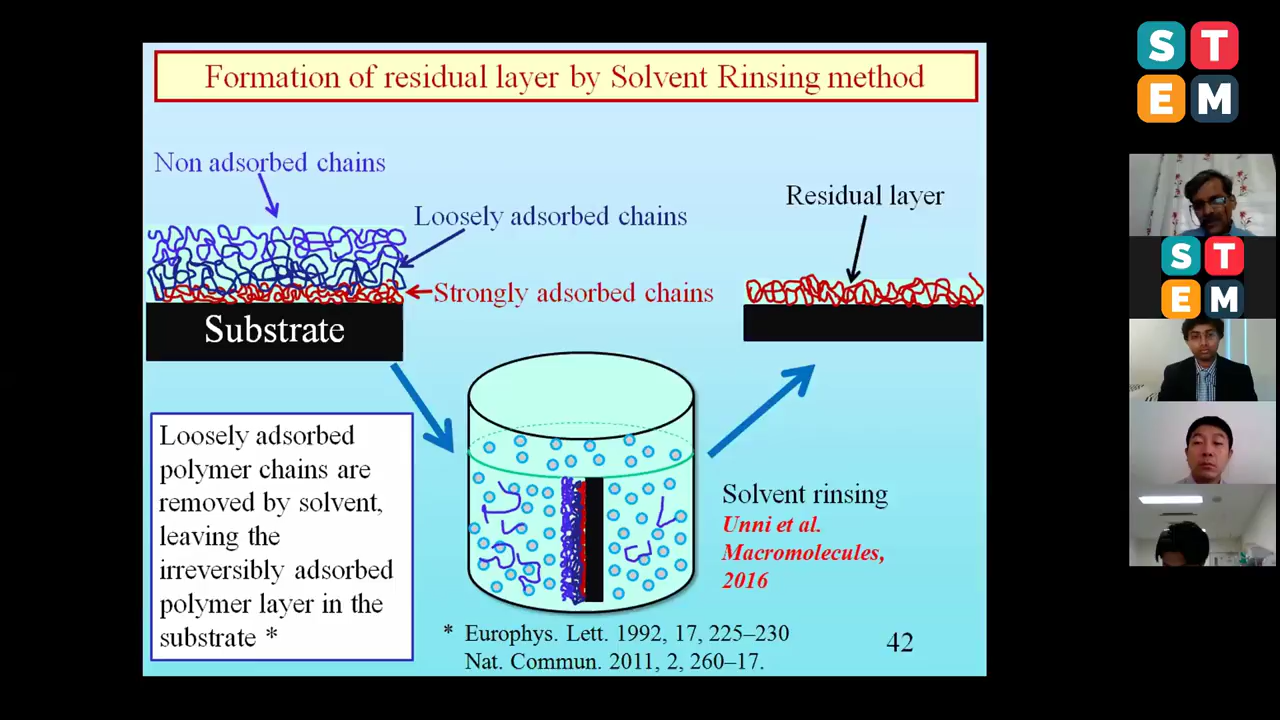 Formation of residual layer by Solvent Rinsing method
Non adsorbed chains
Loosely adsorbed chains
Strongly adsorbed chains
Substrate
Residual layer
Loosely adsorbed
polymer chains are
removed by solvent,
leaving the
irreversibly adsorbed
polymer layer in the
substrate *
Solvent rinsing
Unni et al.
Macromolecules,
2016
* Europhys. Lett. 1992, 17, 225–230
Nat. Commun. 2011, 2, 260–17.
42
S T
E M
S T
E M